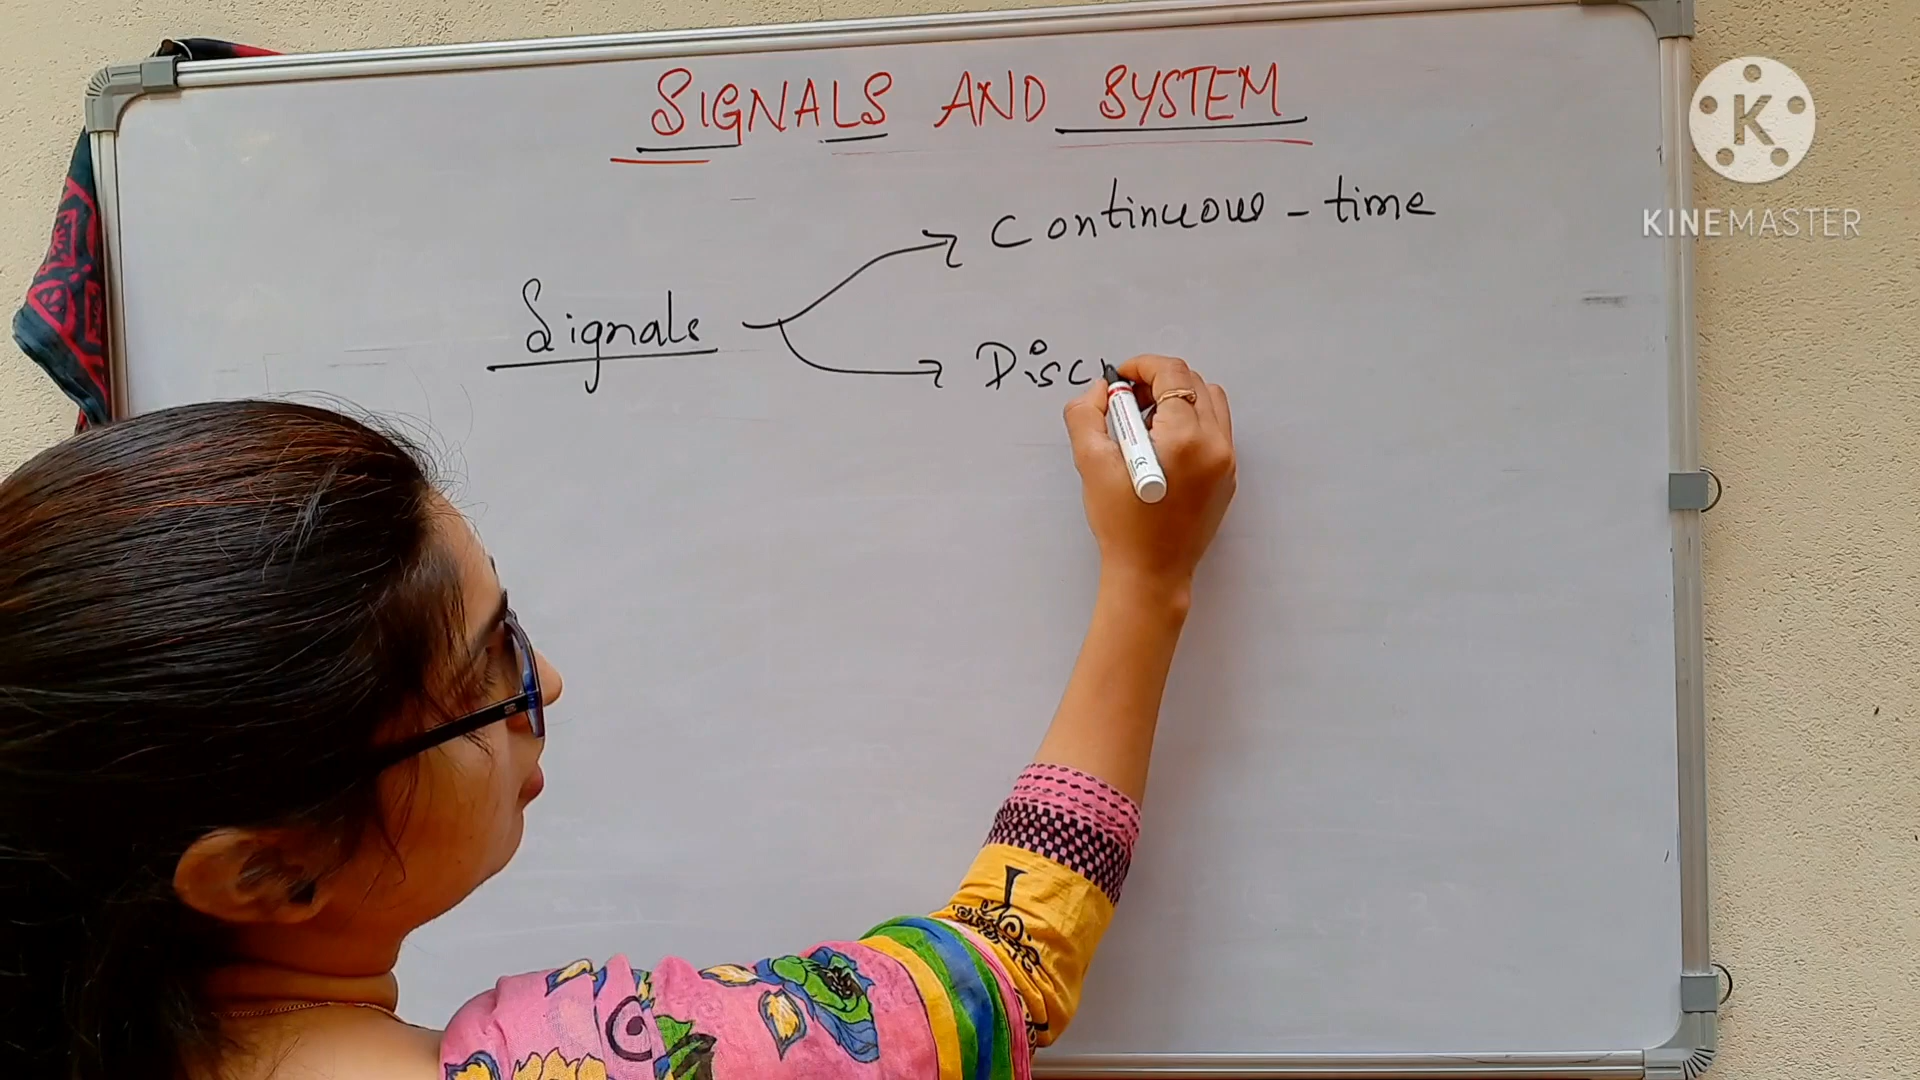 SIGNALS AND SYSTEM
Continuous - time
Signals
Disc
K
KINEMASTER